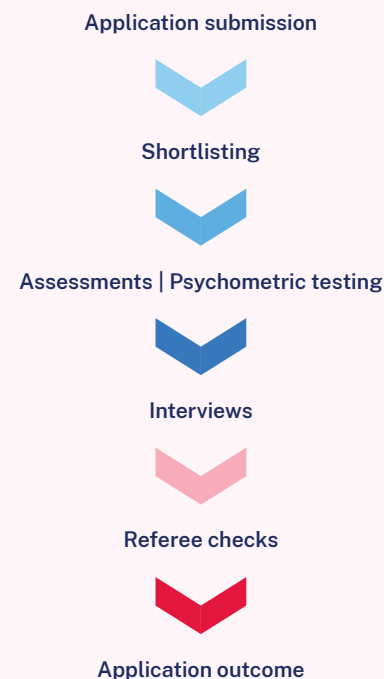 Application submission
Shortlisting
Assessments | Psychometric testing
Interviews
Referee checks
Application outcome